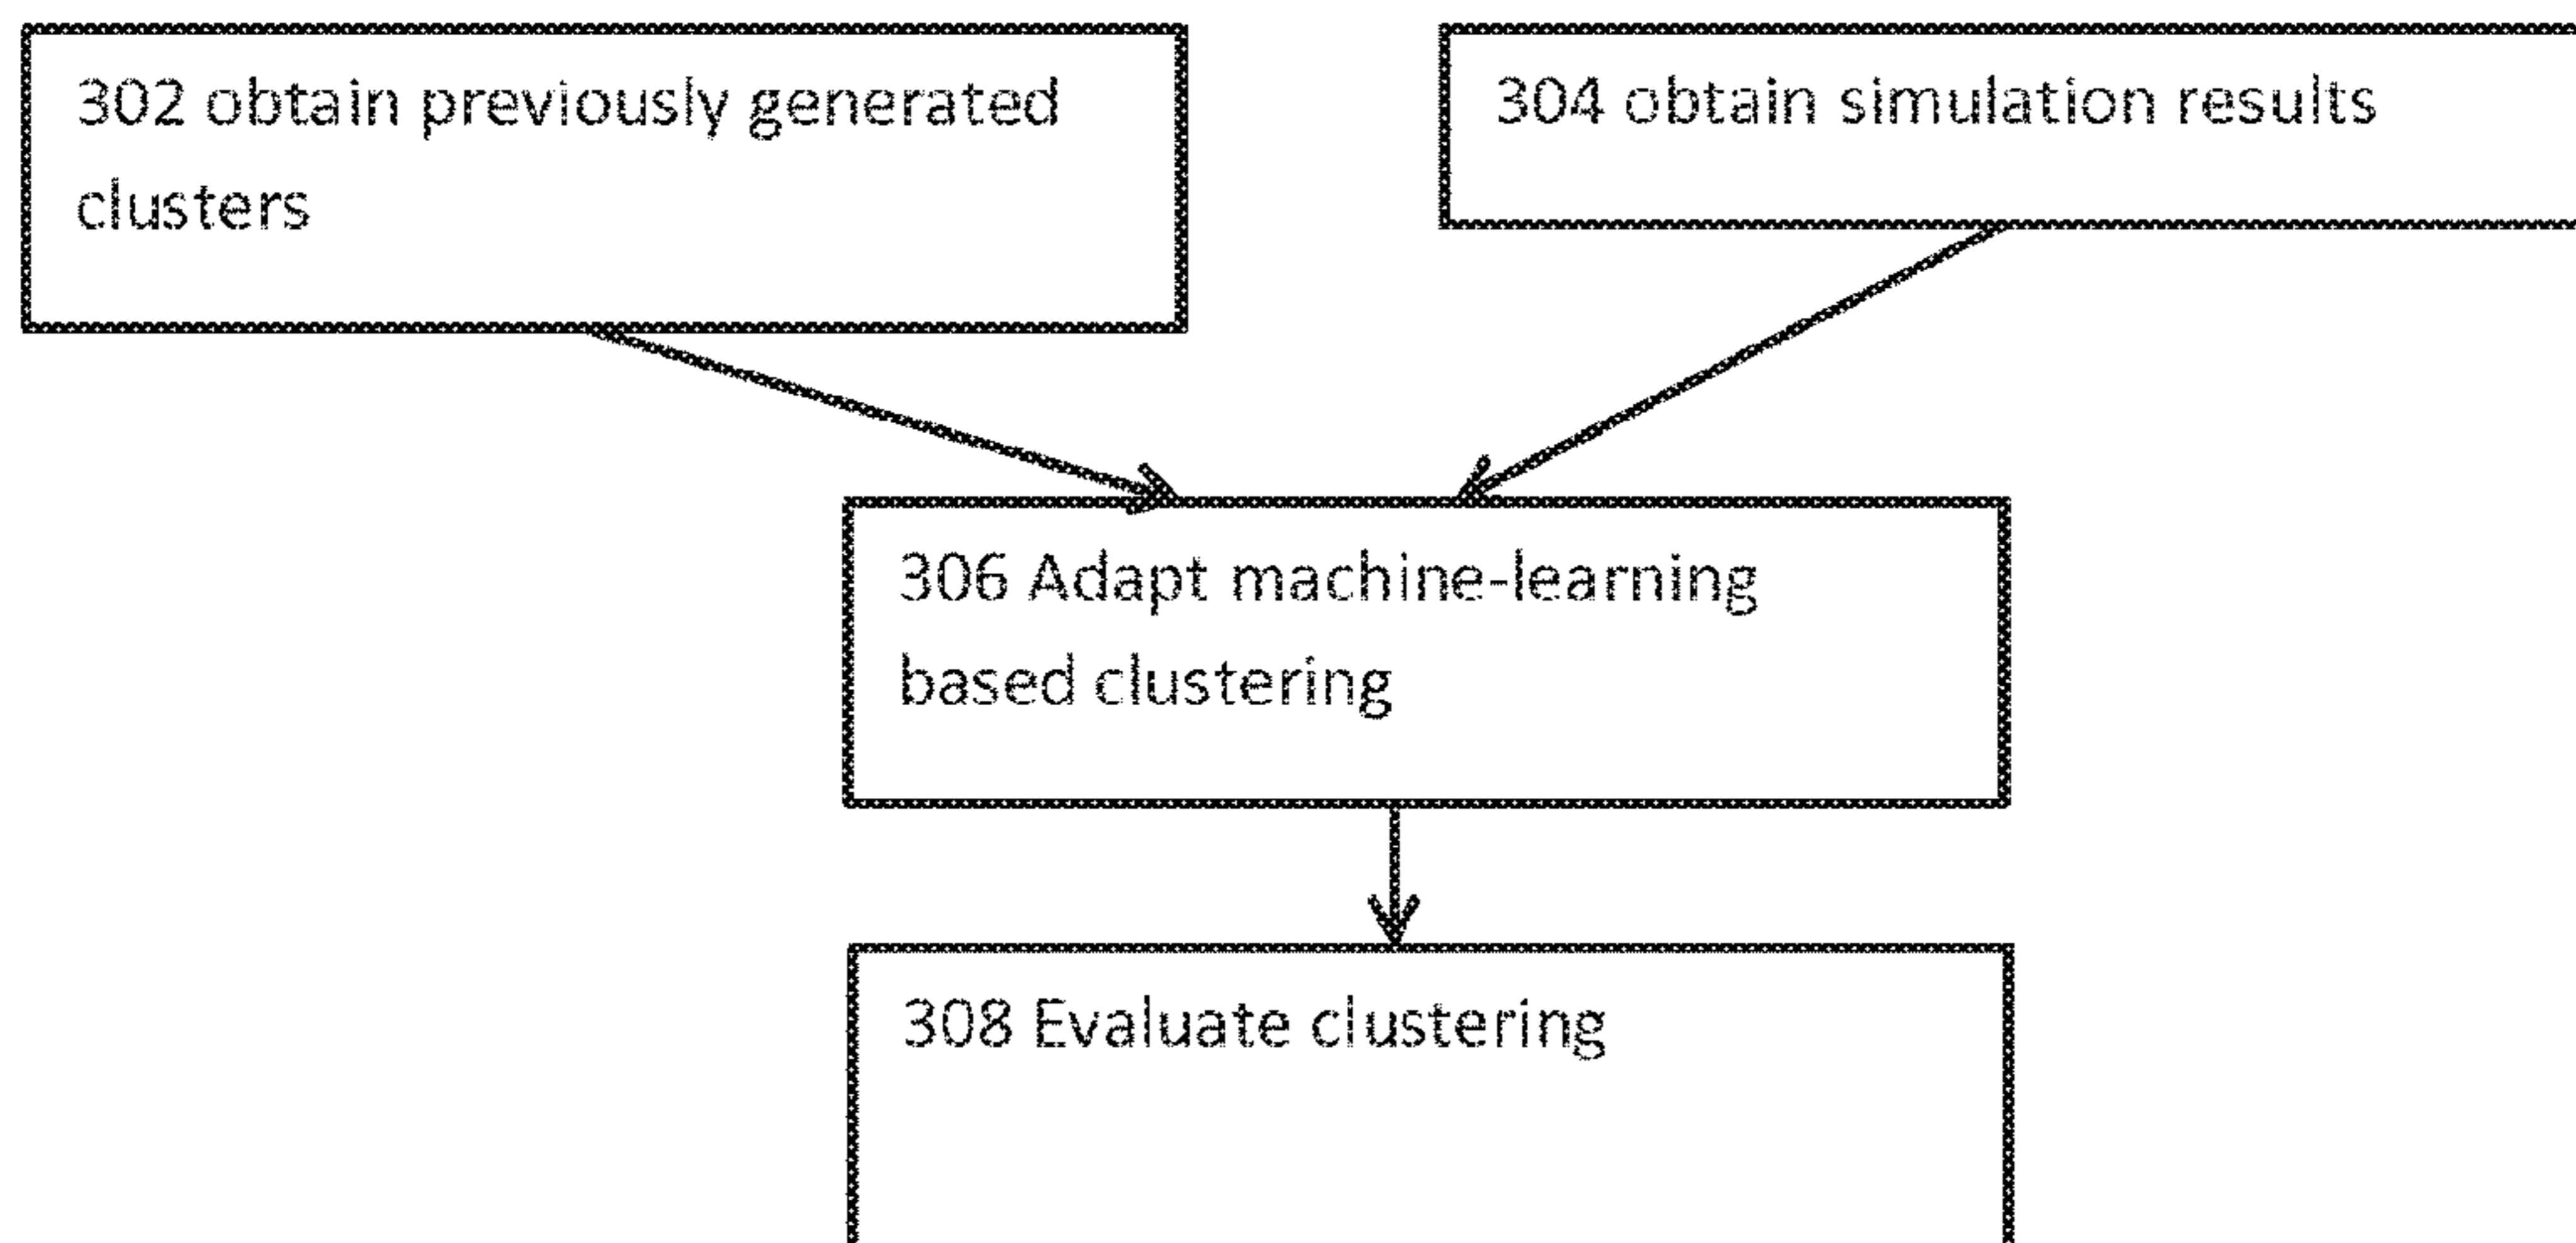 302 obtain previously generated
clusters
304 obtain simulation results
306 Adapt machine-learning
based clustering
308 Evaluate clustering